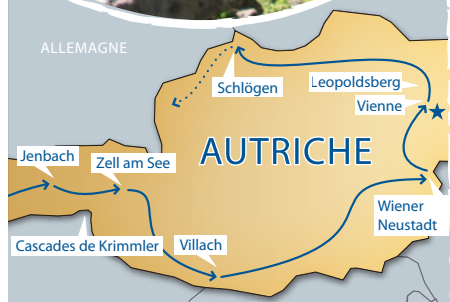 ALLEMAGNE
Schlögen
Leopoldsberg
Vienne
AUTRICHE
Jenbach
Zell am See
Cascades de Krimmler
Villach
Wiener
Neustadt